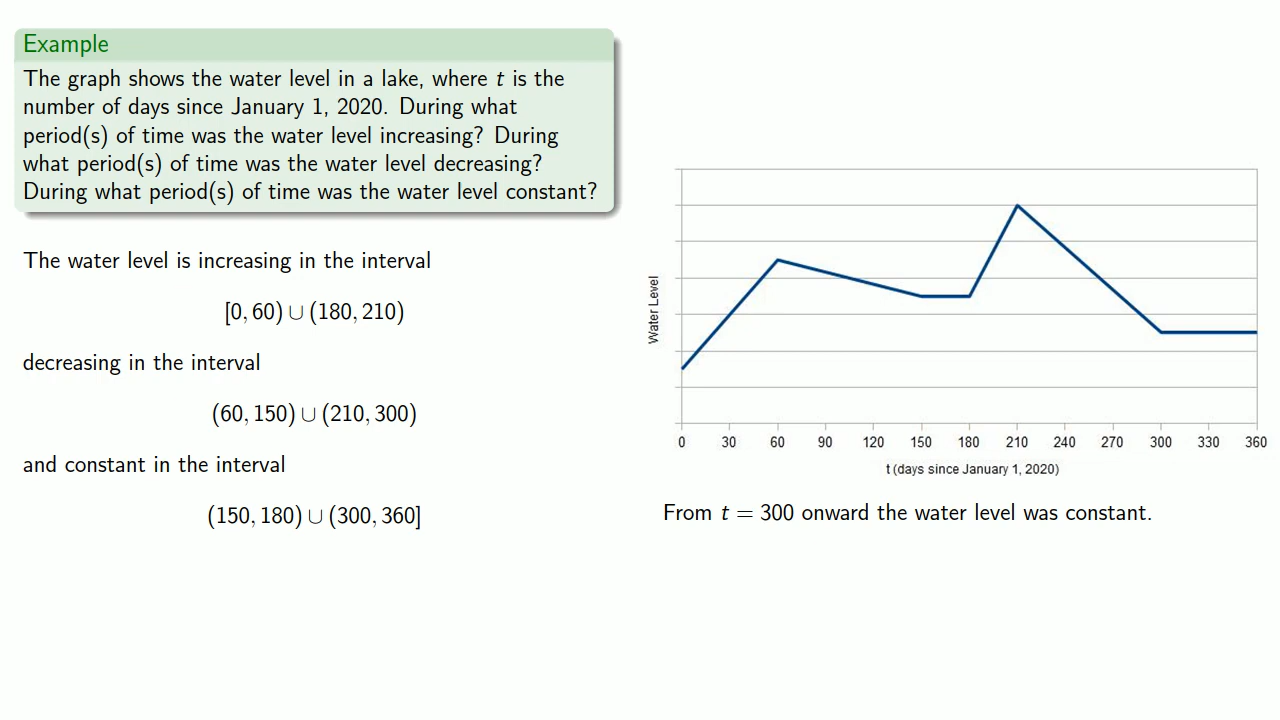 Example
The graph shows the water level in a lake, where t is the
number of days since January 1, 2020. During what
period(s) of time was the water level increasing? During
what period(s) of time was the water level decreasing?
During what period(s) of time was the water level constant?
The water level is increasing in the interval
[0, 60) ∪ (180, 210)
decreasing in the interval
(60, 150) ∪ (210, 300)
and constant in the interval
(150, 180) ∪ (300, 360]
Water Level
0 30 60 90 120 150 180 210 240 270 300 330 360
t (days since January 1, 2020)
From t = 300 onward the water level was constant.